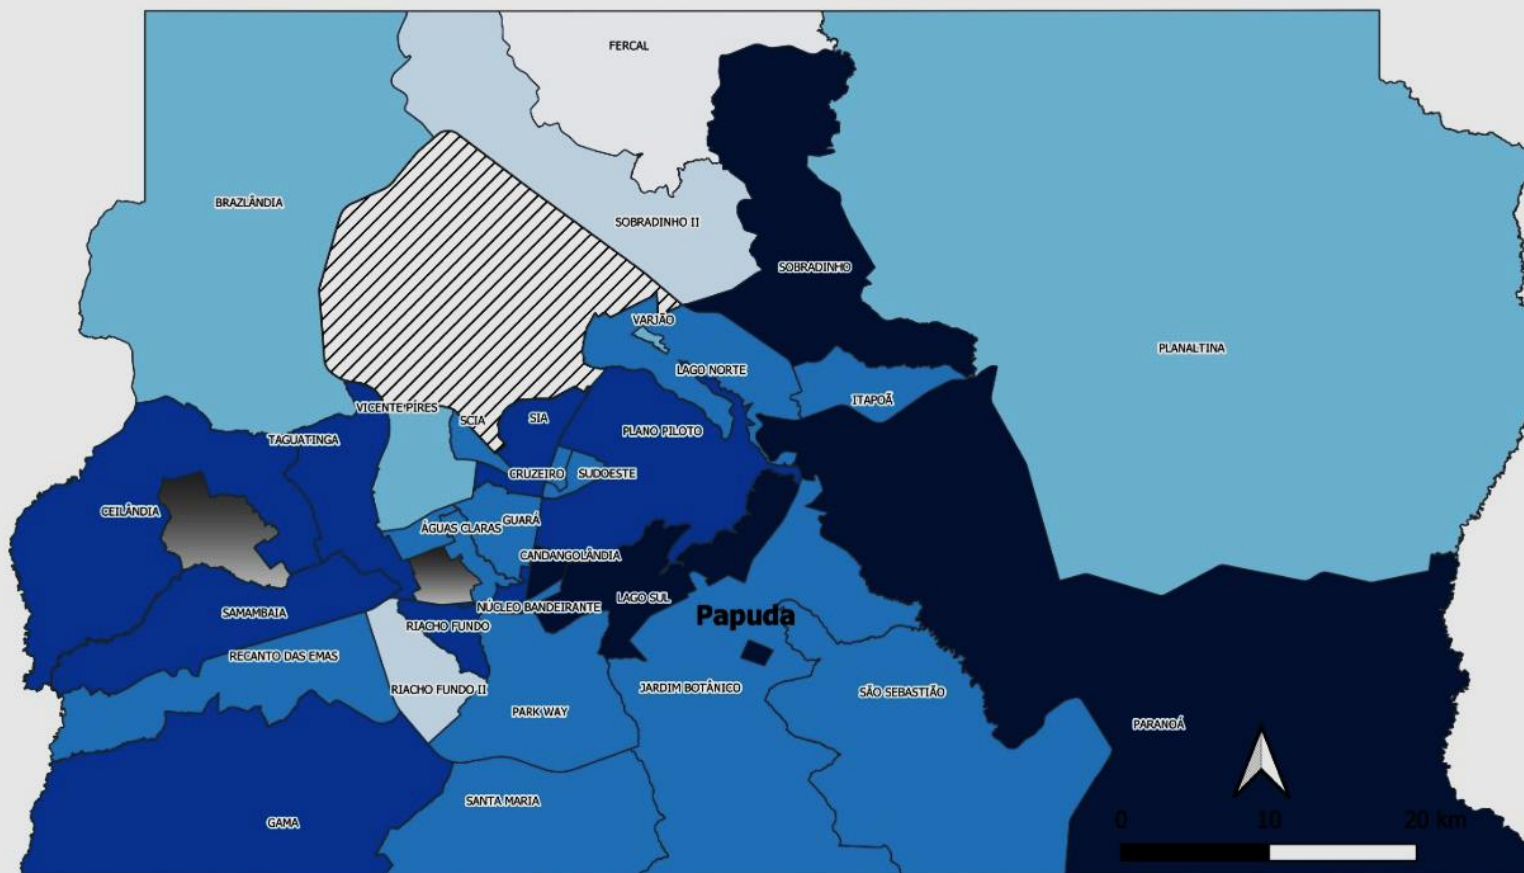 FERCAL
BRAZLÂNDIA
SOBRADINHO II
SOBRADINHO
VARJÃO
PLANALTINA
LAGO NORTE
ITAPOÃ
VICENTE PIRES
SCIA
SIA
PLANO PILOTO
TAGUATINGA
CRUZEIRO
SUDOESTE
CEILÂNDIA
GUARÁ
ÁGUAS CLARAS
CANDANGOLÂNDIA
LAGO SUL
NÚCLEO BANDEIRANTE
SAMAMBAIA
Papuda
RIACHO FUNDO
RECANTO DAS EMAS
RIACHO FUNDO II
JARDIM BOTÂNICO
SÃO SEBASTIÃO
PARK WAY
PARANOÁ
SANTA MARIA
GAMA
0 10 20 km